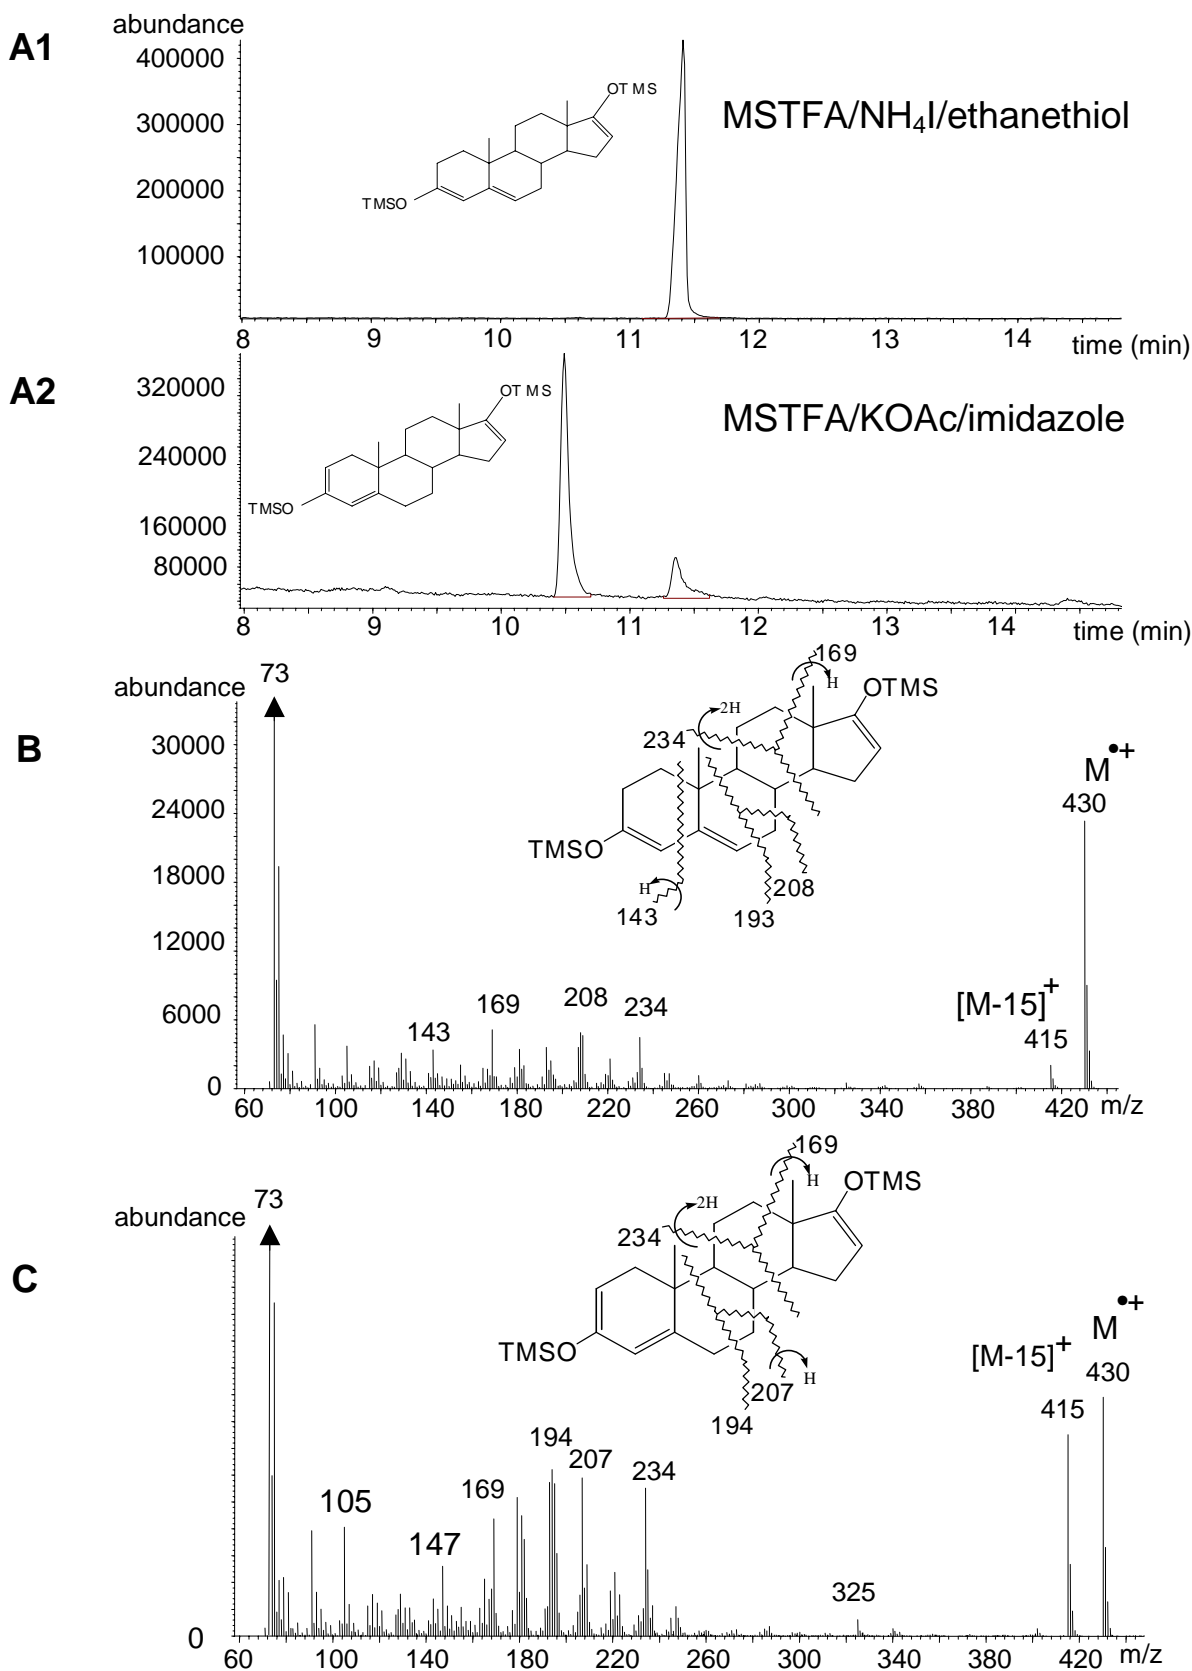 A1
abundance
400000
300000
200000
100000
OTMS
TMSO
MSTFA/NH4I/ethanethiol
8 9 10 11 12 13 14
time (min)
A2
320000
240000
160000
80000
OTMS
TMSO
MSTFA/KOAc/imidazole
8 9 10 11 12 13 14
time (min)
B
abundance
73
30000
24000
18000
12000
6000
0
169
H
OTMS
2H
234
TMSO
H
143
193
208
M•+
430
[M-15]+
415
143
169
208
234
60 100 140 180 220 260 300 340 380 420 m/z
C
abundance
73
0
169
H
OTMS
2H
234
TMSO
207
H
194
M•+
[M-15]+
430
415
105
147
169
194
207
234
325
60 100 140 180 220 260 300 340 380 420 m/z